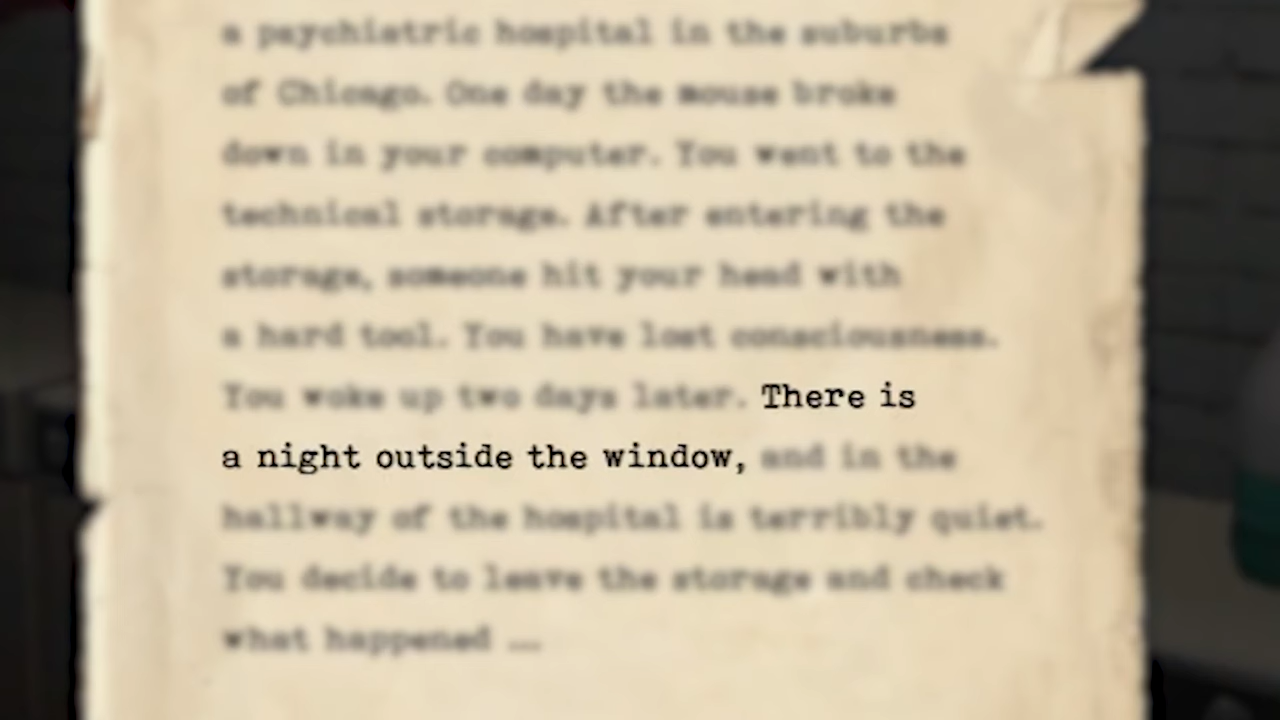 a psychiatric hospital in the suburbs
of Chicago. One day the mouse broke
down in your computer. You went to the
technical storage. After entering the
storage, someone hit your head with
a hard tool. You have lost consciousness.
You woke up two days later. There is
a night outside the window, and in the
hallway of the hospital is terribly quiet.
You decide to leave the storage and check
what happened ...